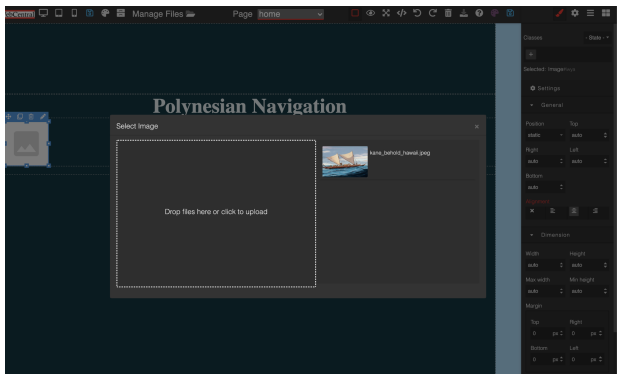 Manage Files
Page home
Classes
- State -
Selected Image
Settings
Polynesian Navigation
General
Select Image
×
Position
Top
static
auto
Right
Left
auto
auto
Bottom
auto
kane_behold_hawaii.jpeg
Drop files here or click to upload
Dimension
Width
Height
auto
auto
Max width
Min height
auto
auto
Margin
Top
Right
0 px
0 px
Bottom
Left
0 px
0 px